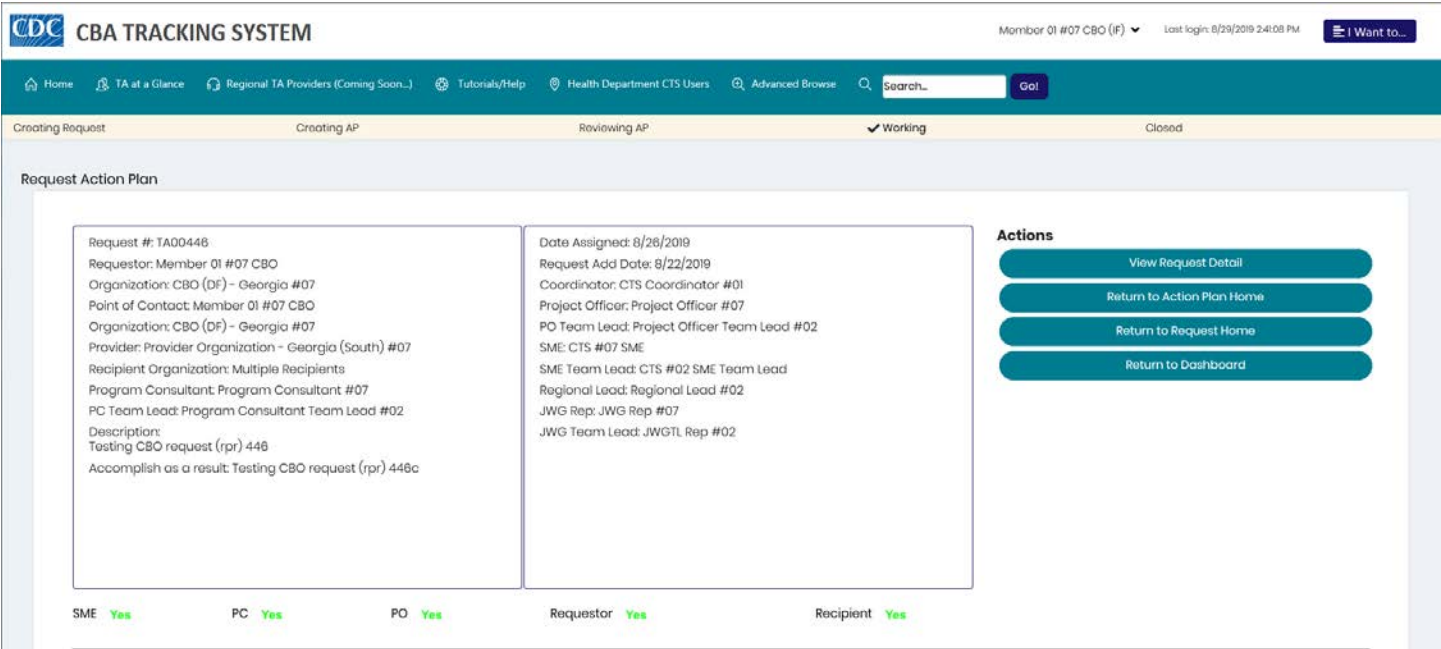 CDC CBA TRACKING SYSTEM
Member 01 #07 CBO (IF)
Last login: 8/29/2019 2:41:08 PM
I Want to...
Home TA at a Glance Regional TA Providers (Coming Soon...) Tutorials/Help Health Department CTS Users Advanced Browse Search... Go!
Creating Request Creating AP Reviewing AP Working Closed
Request Action Plan
Request #: TA00446
Requestor: Member 01 #07 CBO
Organization: CBO (DF) - Georgia #07
Point of Contact: Member 01 #07 CBO
Organization: CBO (DF) - Georgia #07
Provider: Provider Organization - Georgia (South) #07
Recipient Organization: Multiple Recipients
Program Consultant: Program Consultant #07
PC Team Lead: Program Consultant Team Lead #02
Description:
Testing CBO request (rpr) 446
Accomplish as a result: Testing CBO request (rpr) 446c
Date Assigned: 8/26/2019
Request Add Date: 8/22/2019
Coordinator: CTS Coordinator #01
Project Officer: Project Officer #07
PO Team Lead: Project Officer Team Lead #02
SME: CTS #07 SME
SME Team Lead: CTS #02 SME Team Lead
Regional Lead: Regional Lead #02
JWG Rep: JWG Rep #07
JWG Team Lead: JWGTL Rep #02
Actions
View Request Detail
Return to Action Plan Home
Return to Request Home
Return to Dashboard
SME Yes PC Yes PO Yes Requestor Yes Recipient Yes